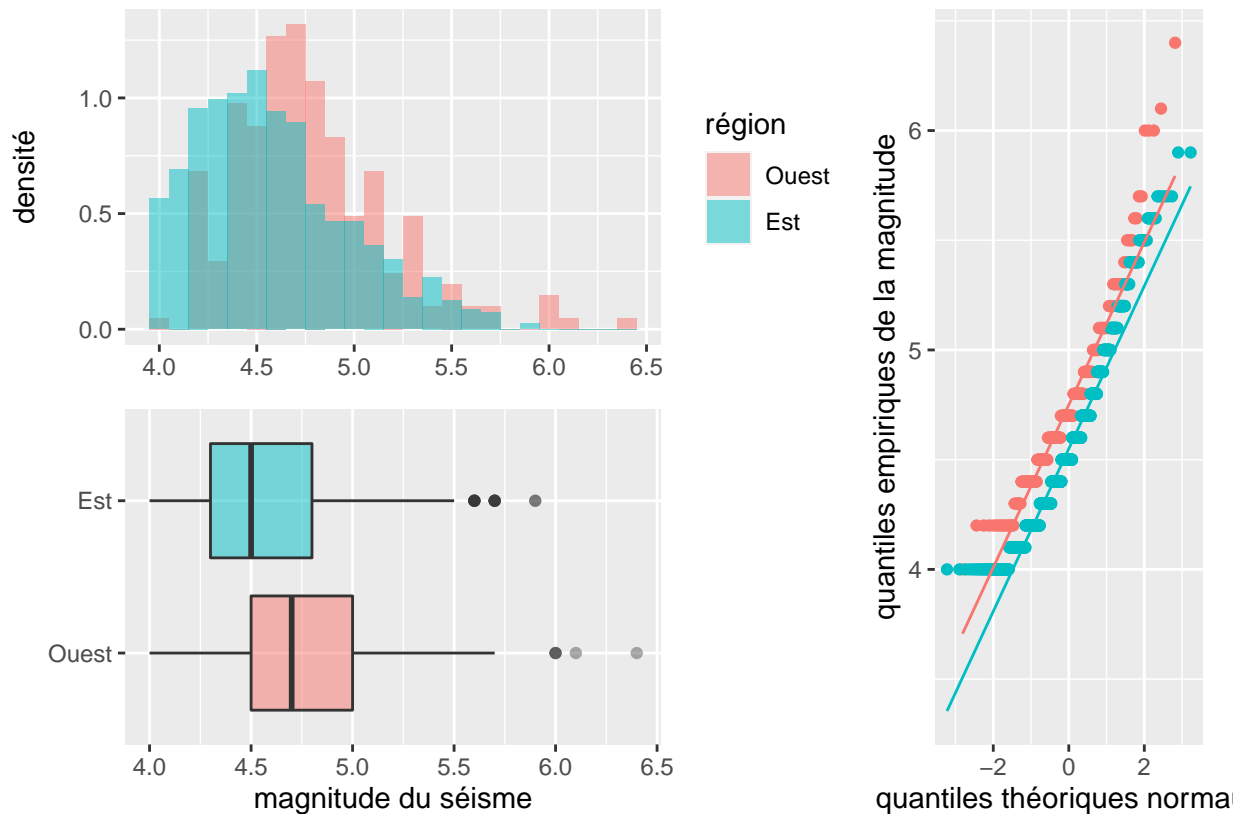 densité
1.0
0.5
0.0
4.0 4.5 5.0 5.5 6.0 6.5
région
Ouest
Est
Est
Ouest
4.0 4.5 5.0 5.5 6.0 6.5
magnitude du séisme
quantiles empiriques de la magnitude
6
5
4
−2 0 2
quantiles théoriques norma